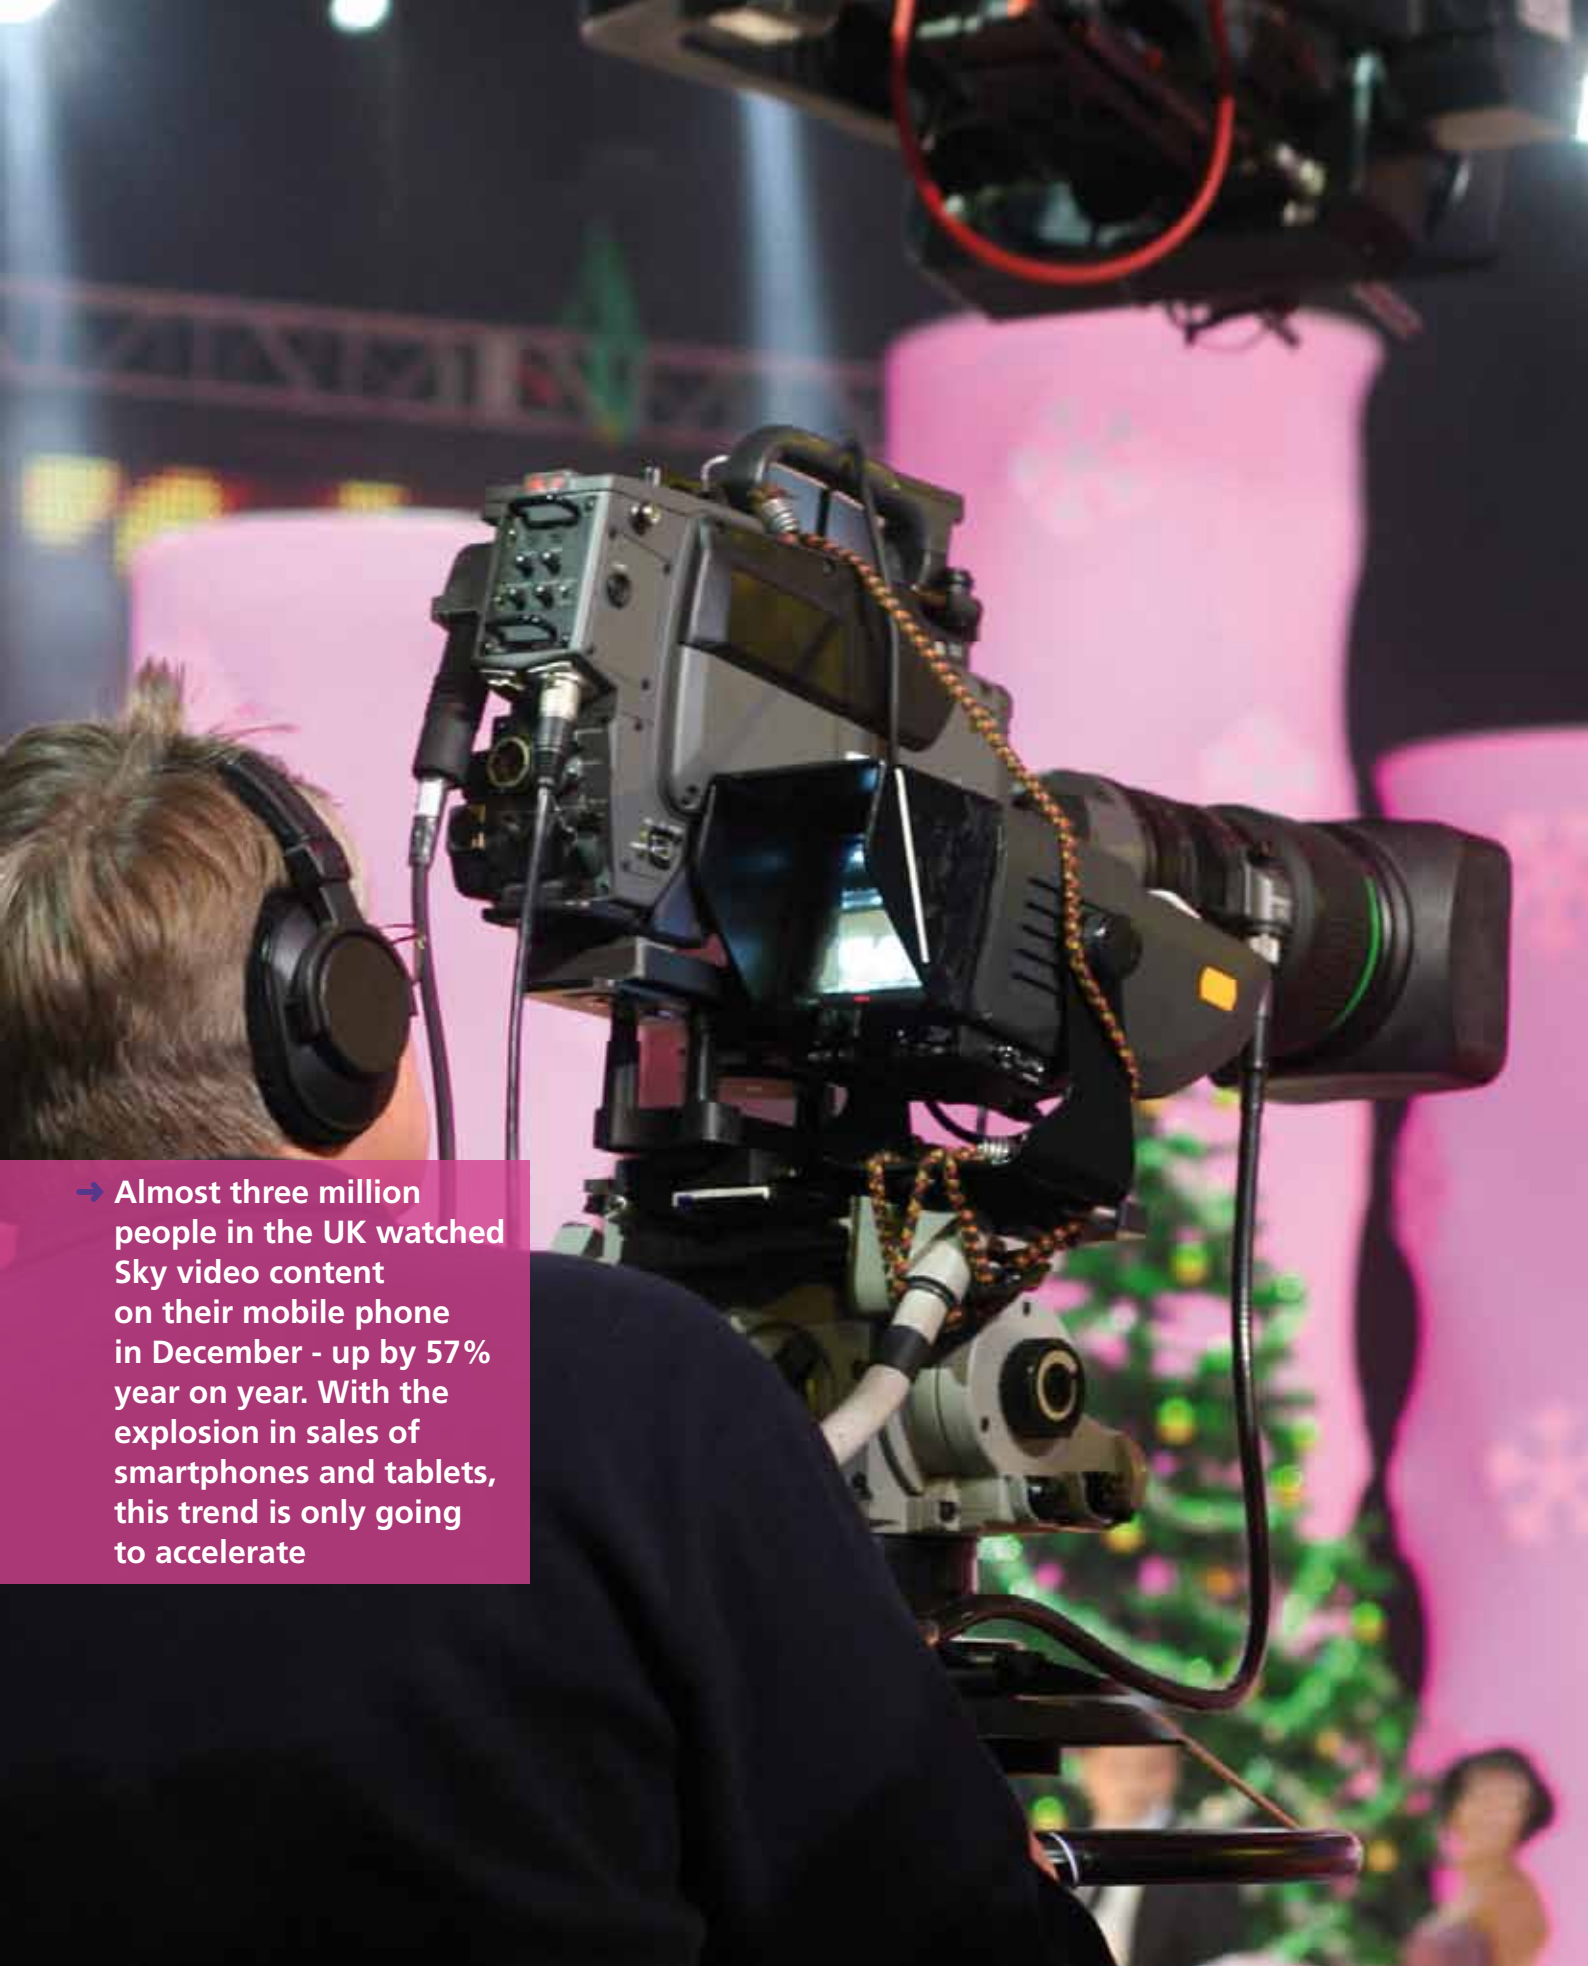 → Almost three million
people in the UK watched
Sky video content
on their mobile phone
in December - up by 57%
year on year. With the
explosion in sales of
smartphones and tablets,
this trend is only going
to accelerate